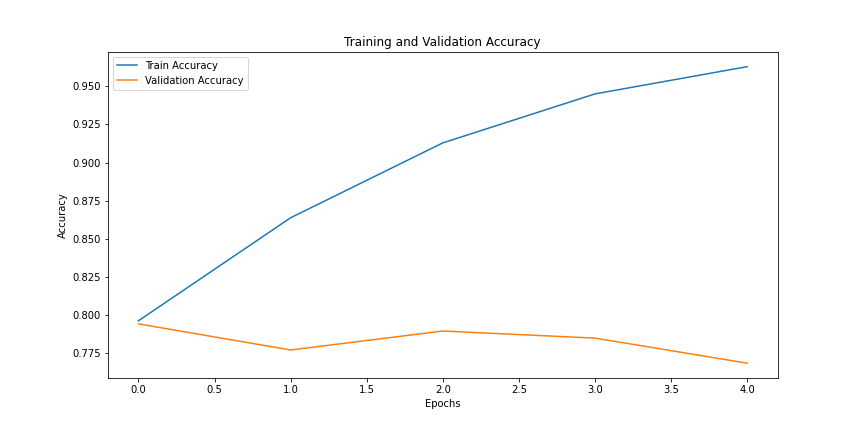 Training and Validation Accuracy
Train Accuracy
Validation Accuracy
Accuracy
0.950
0.925
0.900
0.875
0.850
0.825
0.800
0.775
0.0 0.5 1.0 1.5 2.0 2.5 3.0 3.5 4.0
Epochs